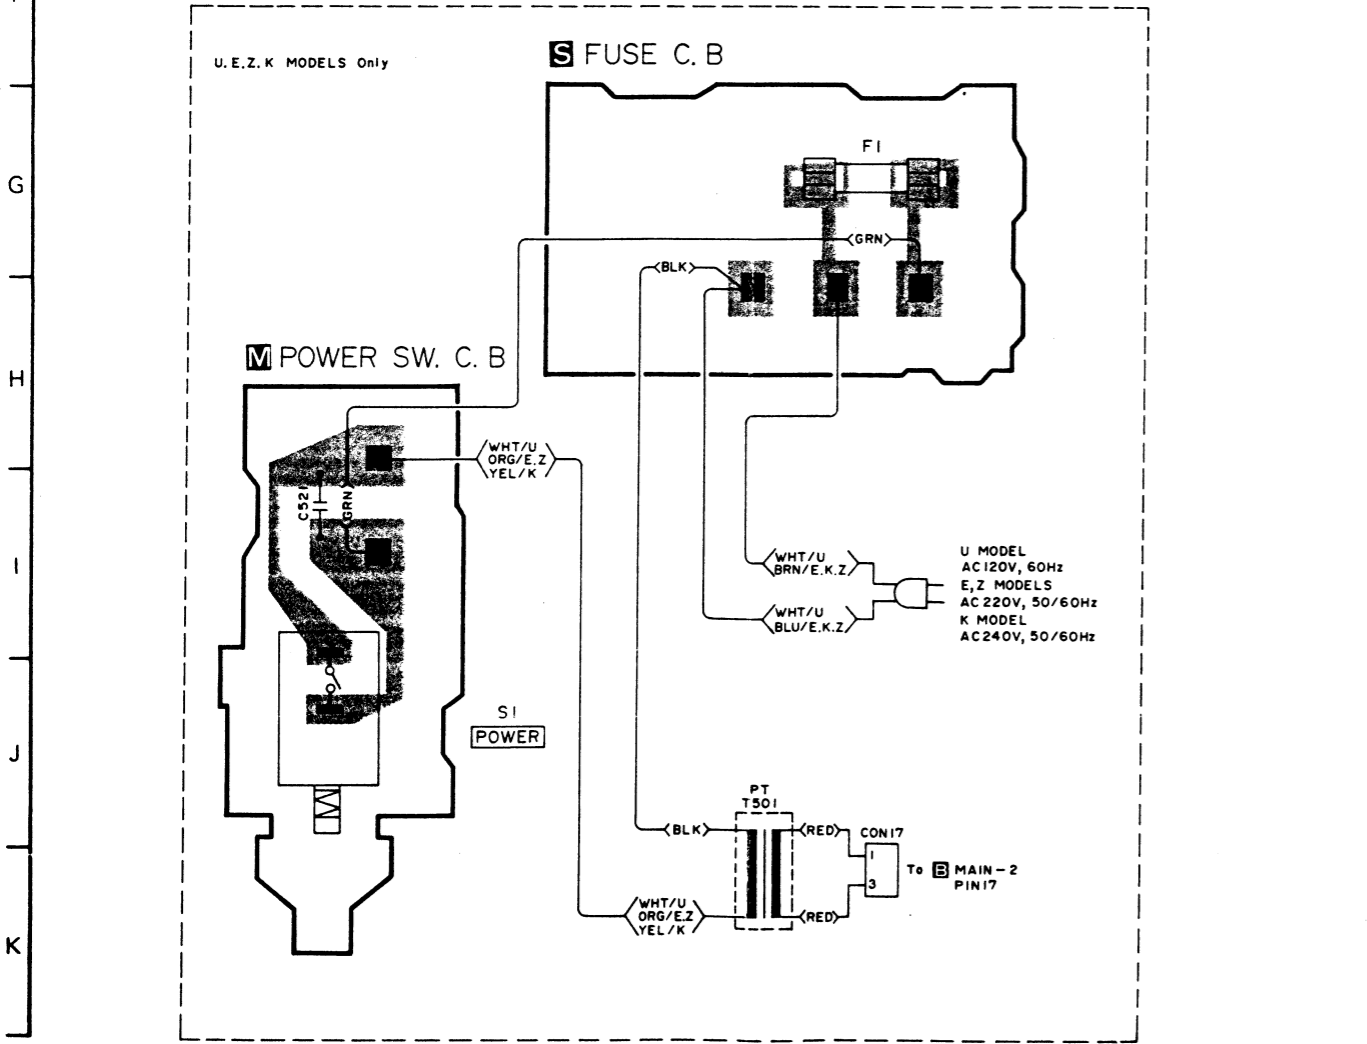 U.E.Z.K MODELS Only
S FUSE C.B
F1
G
<GRN>
<BLK>
M POWER SW. C.B
H
WHT/U
ORG/E.Z
YEL/K
C521
GRN
I
WHT/U
BRN/E.K.Z
WHT/U
BLU/E.K.Z
U MODEL
AC120V, 60Hz
E,Z MODELS
AC220V, 50/60Hz
K MODEL
AC240V, 50/60Hz
S1
POWER
J
PT
T501
<BLK>
<RED>
CON17
1
3
To B MAIN-2
PIN17
WHT/U
ORG/E.Z
YEL/K
<RED>
K